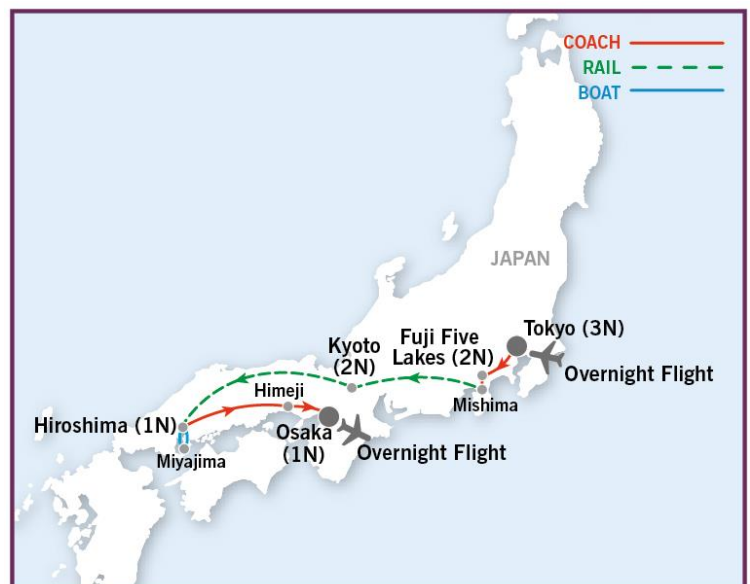 COACH
RAIL
BOAT
JAPAN
Tokyo (3N)
Fuji Five
Lakes (2N)
Kyoto
(2N)
Overnight Flight
Mishima
Himeji
Hiroshima (1N)
Osaka
(1N)
Overnight Flight
Miyajima